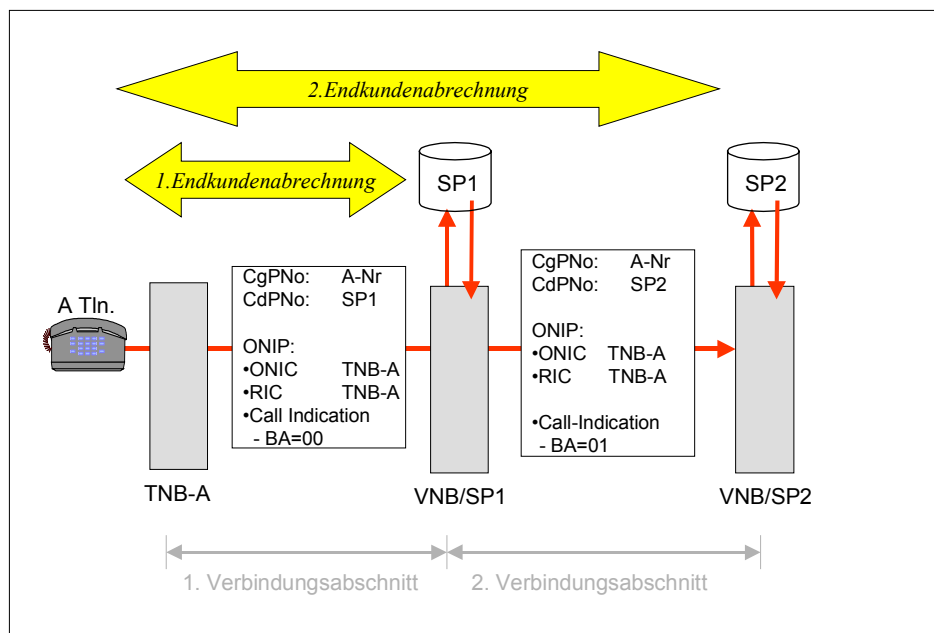 2.Endkundenabrechnung
1.Endkundenabrechnung
SP1
SP2
A Tln.
CgPNo: A-Nr
CdPNo: SP1
ONIP:
•ONIC TNB-A
•RIC TNB-A
•Call Indication
- BA=00
CgPNo: A-Nr
CdPNo: SP2
ONIP:
•ONIC TNB-A
•RIC TNB-A
•Call-Indication
- BA=01
TNB-A
VNB/SP1
VNB/SP2
1. Verbindungsabschnitt
2. Verbindungsabschnitt